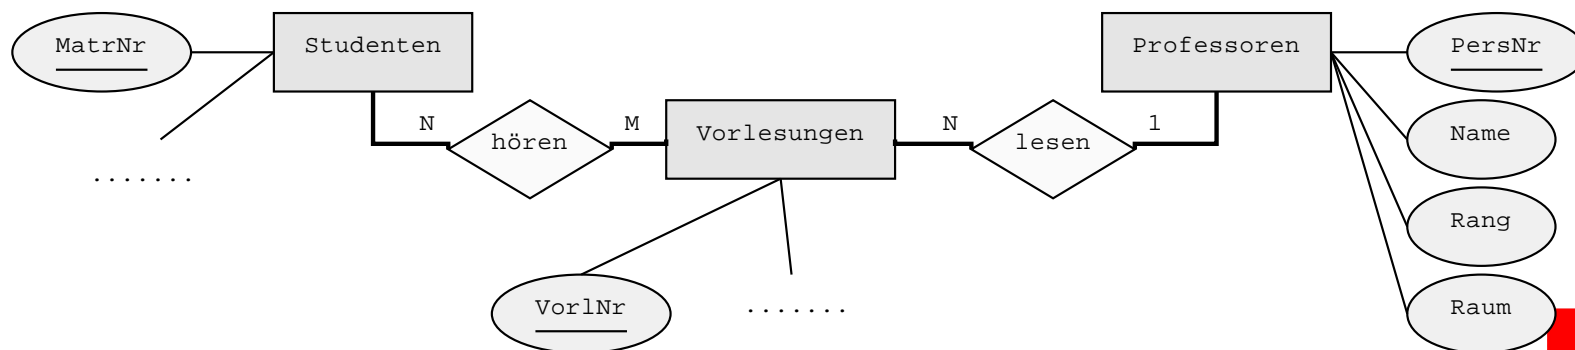 MatrNr
Studenten
Professoren
PersNr
N
hören
M
Vorlesungen
N
lesen
1
Name
.......
Rang
VorlNr
.......
Raum